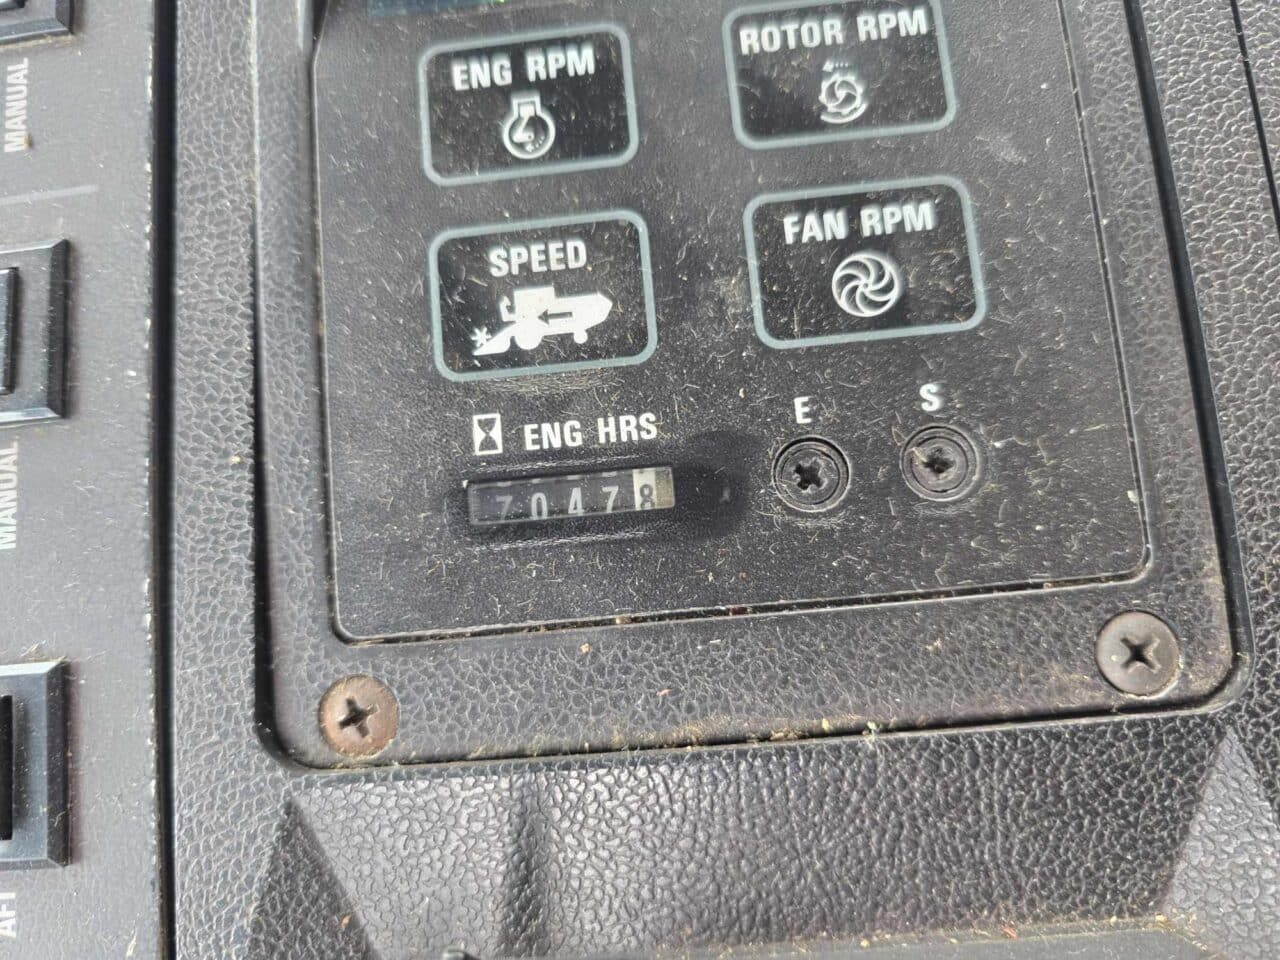 MANUAL
ENG RPM
ROTOR RPM
SPEED
FAN RPM
MANUAL
ENG HRS
E
S
70478
AFT